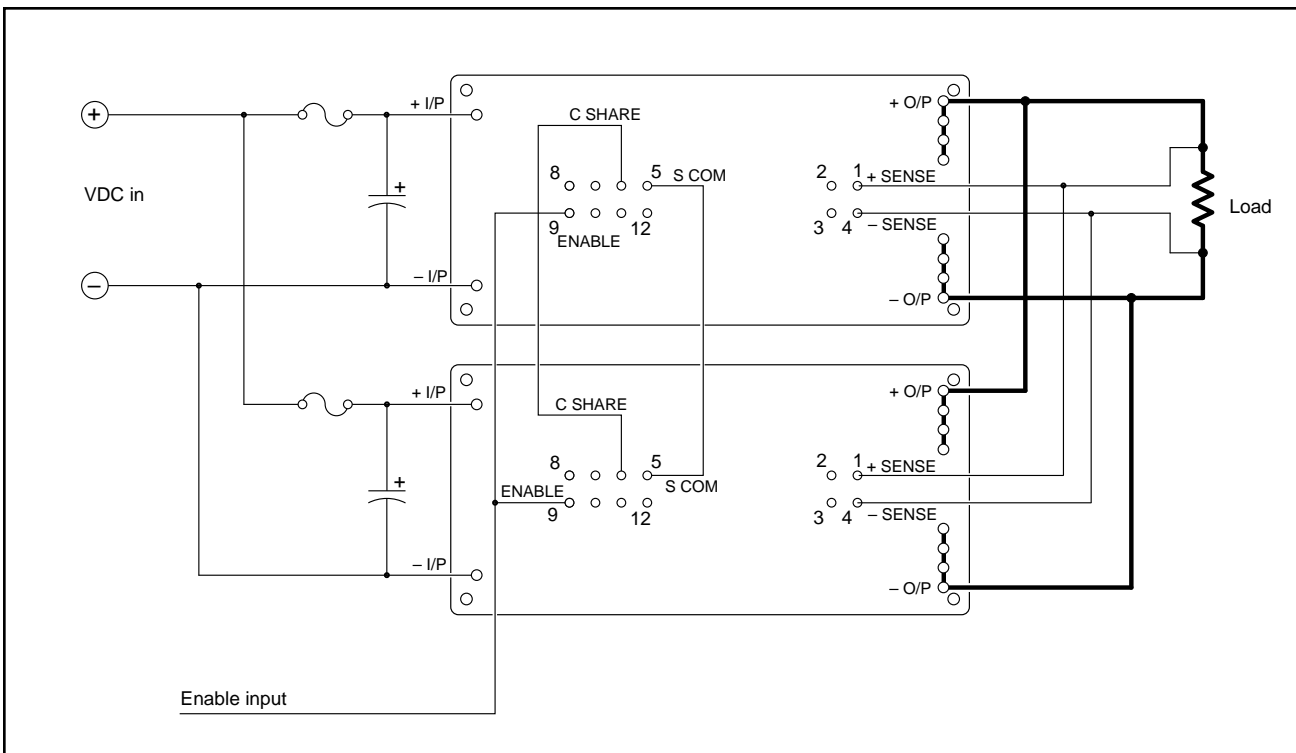 +
+ I/P
C SHARE
+ O/P
VDC in
+
8
5
S COM
2
1
+ SENSE
Load
9
ENABLE
12
3
4
– SENSE
–
– I/P
– O/P
+ I/P
C SHARE
+ O/P
+
8
5
S COM
2
1
+ SENSE
ENABLE
9
12
3
4
– SENSE
– I/P
– O/P
Enable input